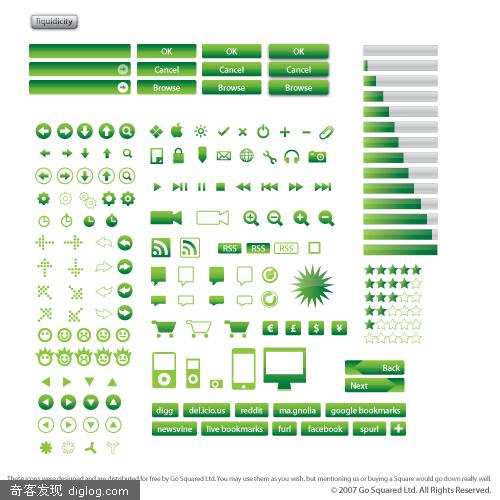 liquidicity
OK OK OK
Cancel Cancel Cancel
Browse Browse Browse
RSS RSS RSS
€ £ $ ¥
Back
Next
digg del.icio.us reddit ma.gnolia google bookmarks
newsvine live bookmarks furl facebook spurl +
These icons were designed and are distributed for free by Go Squared Ltd. You may use them as you wish, but mentioning us or buying a Square would go down really well.
© 2007 Go Squared Ltd. All Rights Reserved.
奇客发现 diglog.com